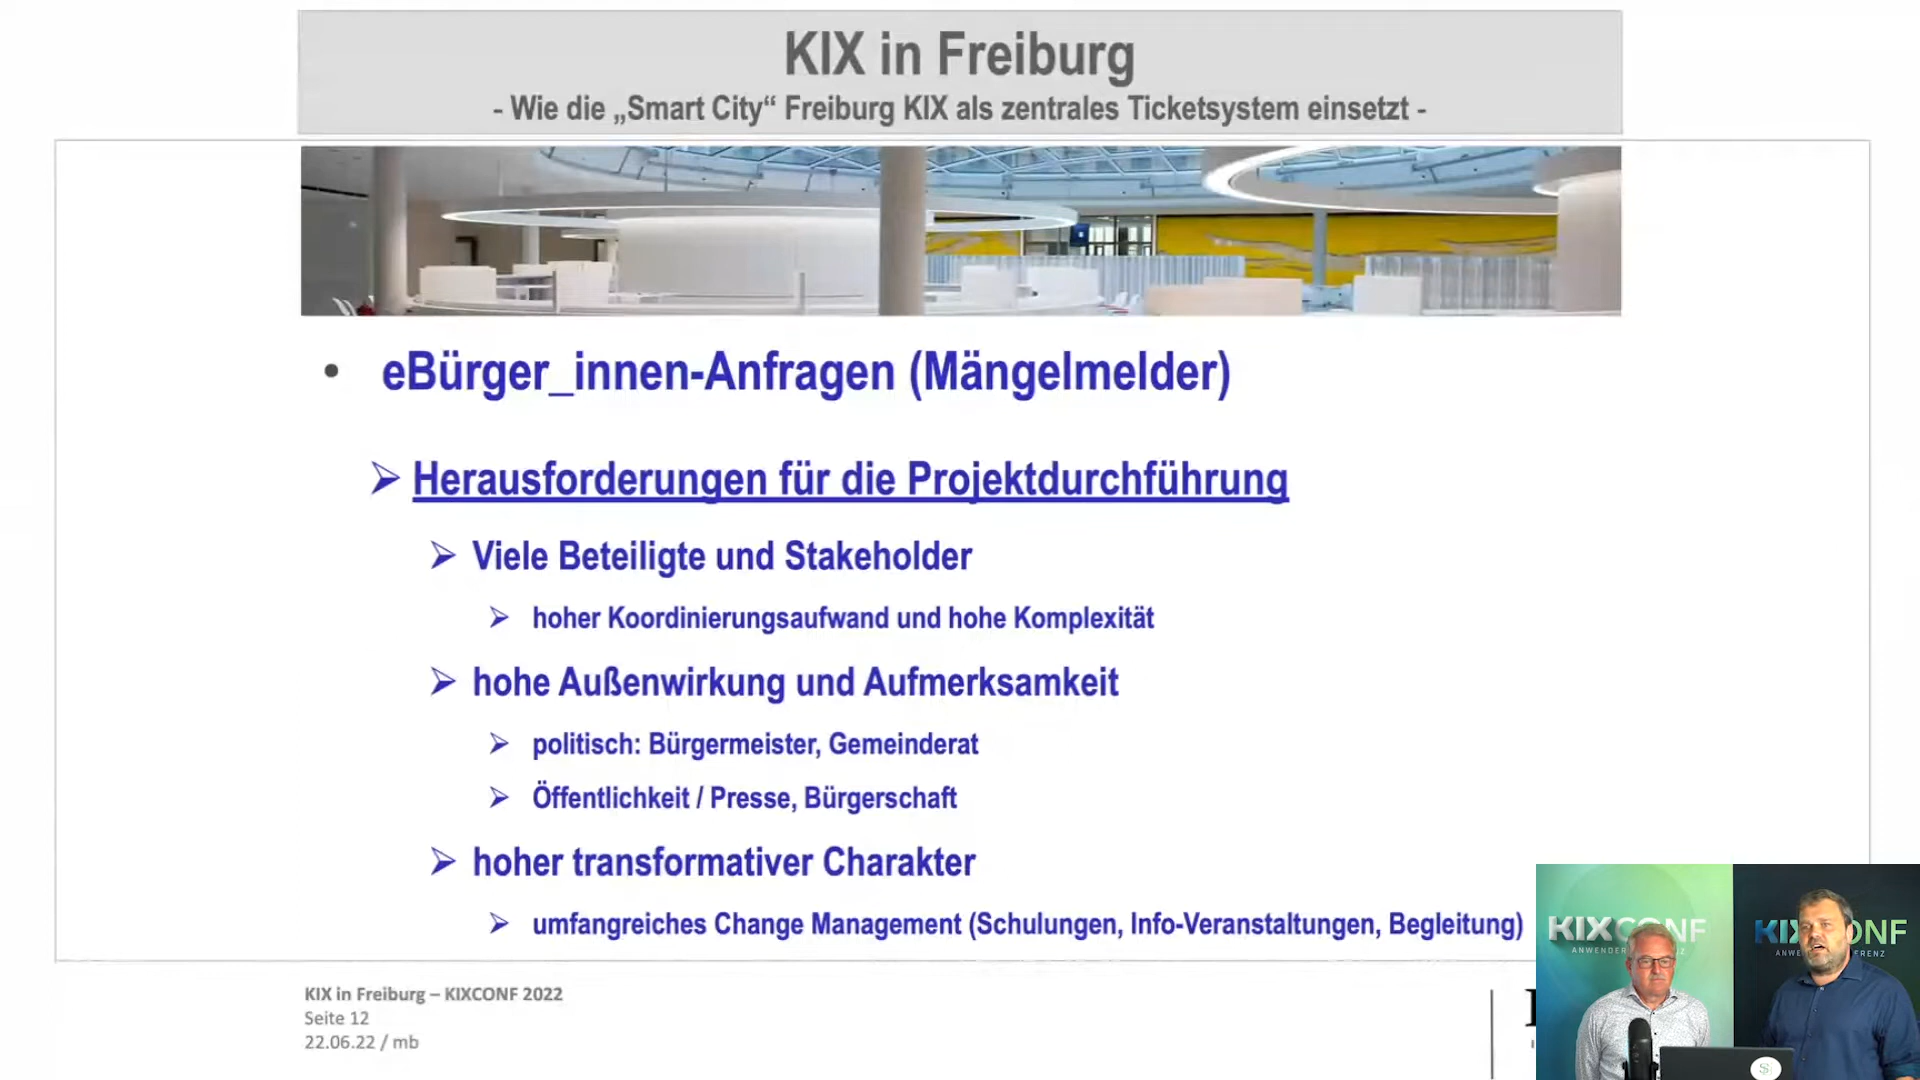 KIX in Freiburg
- Wie die „Smart City“ Freiburg KIX als zentrales Ticketsystem einsetzt -
• eBürger_innen-Anfragen (Mängelmelder)
➢ Herausforderungen für die Projektdurchführung
➢ Viele Beteiligte und Stakeholder
➢ hoher Koordinierungsaufwand und hohe Komplexität
➢ hohe Außenwirkung und Aufmerksamkeit
➢ politisch: Bürgermeister, Gemeinderat
➢ Öffentlichkeit / Presse, Bürgerschaft
➢ hoher transformativer Charakter
➢ umfangreiches Change Management (Schulungen, Info-Veranstaltungen, Begleitung)
KIX in Freiburg – KIXCONF 2022
Seite 12
22.06.22 / mb
KIXCONF